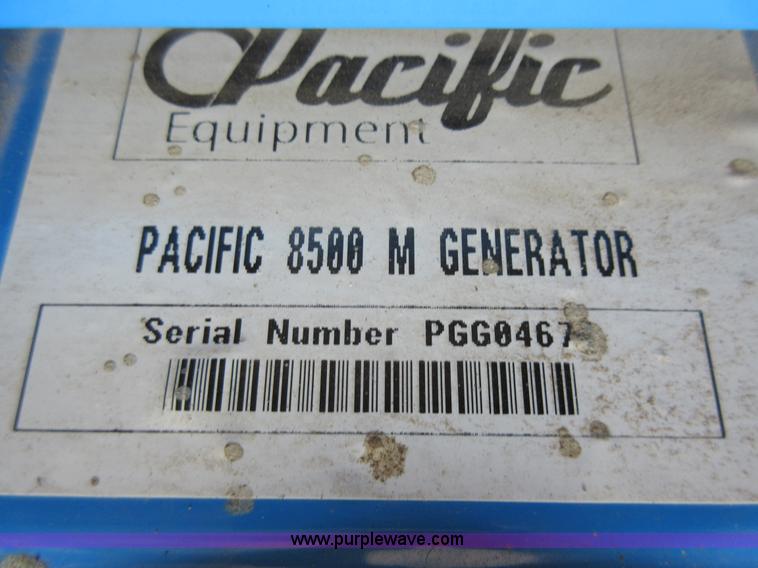 Pacific
Equipment
PACIFIC 8500 M GENERATOR
Serial Number PGG0467
www.purplewave.com